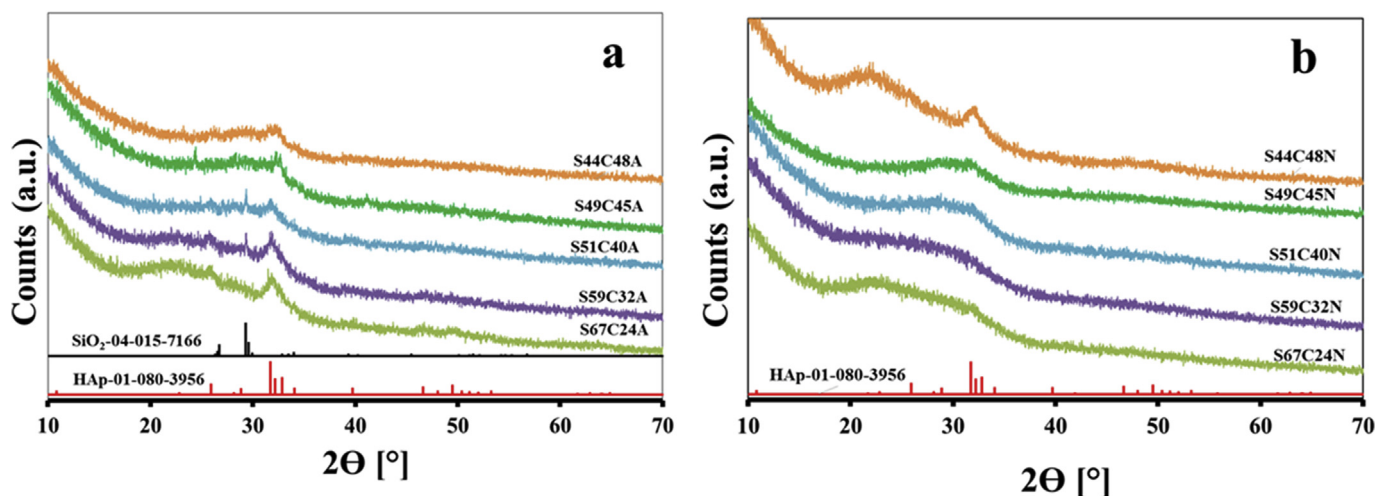 a
Counts (a.u.)
S44C48A
S49C45A
S51C40A
S59C32A
S67C24A
SiO₂-04-015-7166
HAp-01-080-3956
10 20 30 40 50 60 70
2Θ [°]
b
Counts (a.u.)
S44C48N
S49C45N
S51C40N
S59C32N
S67C24N
HAp-01-080-3956
10 20 30 40 50 60 70
2Θ [°]